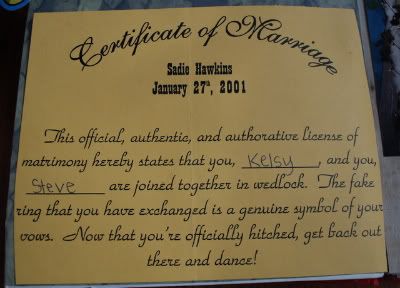 Certificate of Marriage
Sadie Hawkins
January 27th, 2001
This official, authentic, and authorative license of
matrimony hereby states that you, Kelsy, and you,
Steve are joined together in wedlock. The fake
ring that you have exchanged is a genuine symbol of your
vows. Now that you're officially hitched, get back out
there and dance!